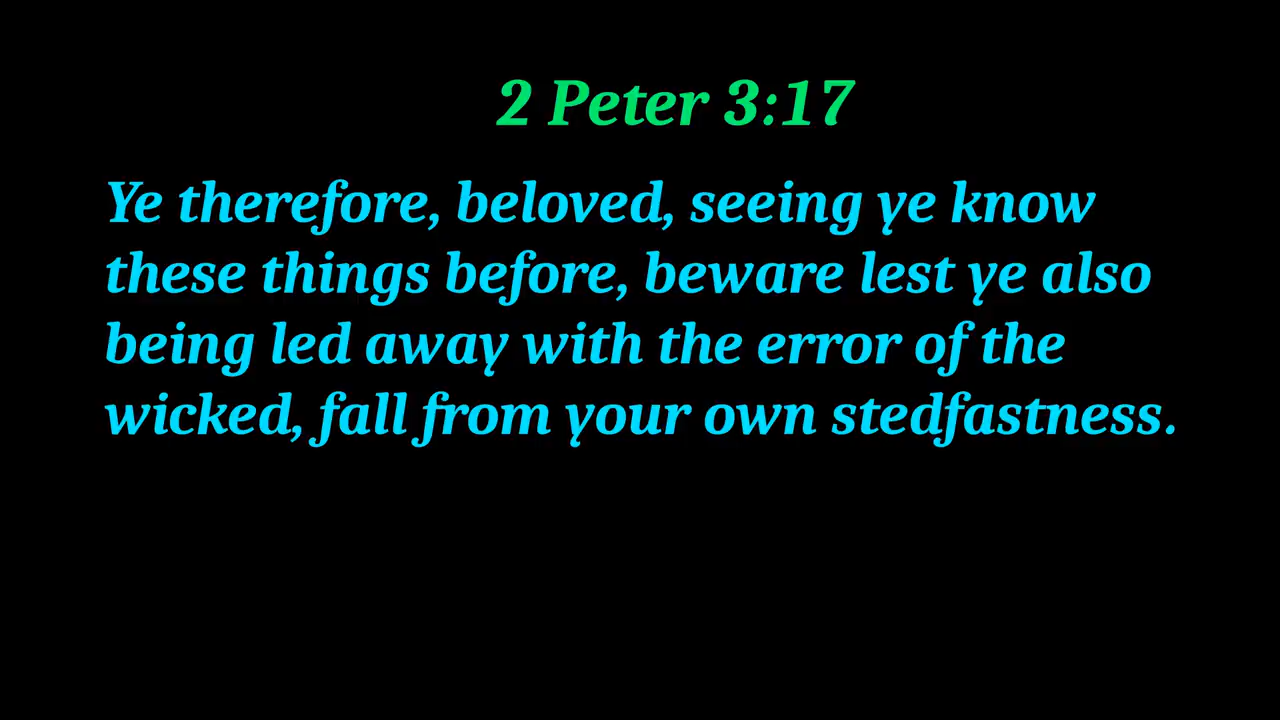 2 Peter 3:17
Ye therefore, beloved, seeing ye know
these things before, beware lest ye also
being led away with the error of the
wicked, fall from your own stedfastness.